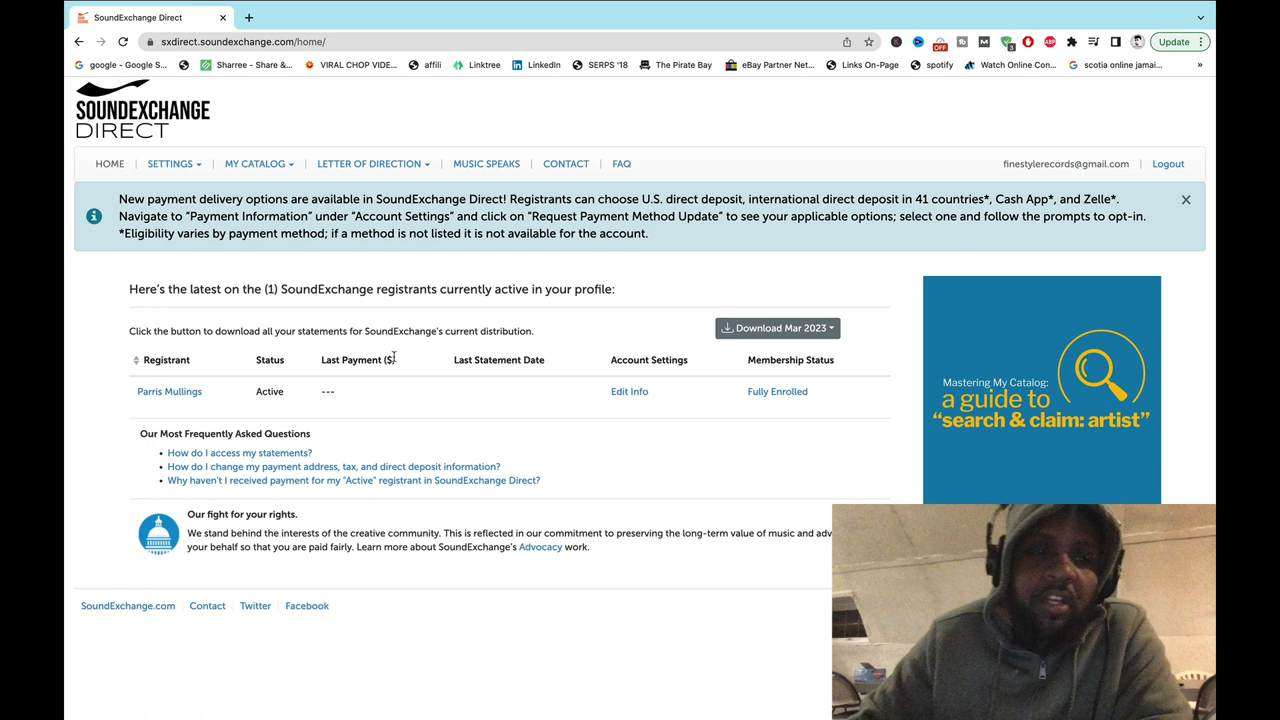 SoundExchange Direct
sxdirect.soundexchange.com/home/
OFF
3
ABP
Update
google - Google S...
Sharree - Share &...
VIRAL CHOP VIDE...
affili
Linktree
LinkedIn
SERPS '18
The Pirate Bay
eBay Partner Net...
Links On-Page
spotify
Watch Online Con...
scotia online jamai...
»
SOUNDEXCHANGE
DIRECT
HOME | SETTINGS | MY CATALOG | LETTER OF DIRECTION | MUSIC SPEAKS | CONTACT | FAQ
finestylerecords@gmail.com | Logout
New payment delivery options are available in SoundExchange Direct! Registrants can choose U.S. direct deposit, international direct deposit in 41 countries*, Cash App*, and Zelle*.
Navigate to "Payment Information" under "Account Settings" and click on "Request Payment Method Update" to see your applicable options; select one and follow the prompts to opt-in.
*Eligibility varies by payment method; if a method is not listed it is not available for the account.
Here's the latest on the (1) SoundExchange registrants currently active in your profile:
Click the button to download all your statements for SoundExchange's current distribution.
Download Mar 2023
Registrant Status Last Payment ($) Last Statement Date Account Settings Membership Status
Parris Mullings Active --- Edit Info Fully Enrolled
Our Most Frequently Asked Questions
• How do I access my statements?
• How do I change my payment address, tax, and direct deposit information?
• Why haven't I received payment for my "Active" registrant in SoundExchange Direct?
Our fight for your rights.
We stand behind the interests of the creative community. This is reflected in our commitment to preserving the long-term value of music and adv
your behalf so that you are paid fairly. Learn more about SoundExchange's Advocacy work.
Mastering My Catalog:
a guide to
"search & claim: artist"
SoundExchange.com | Contact | Twitter | Facebook